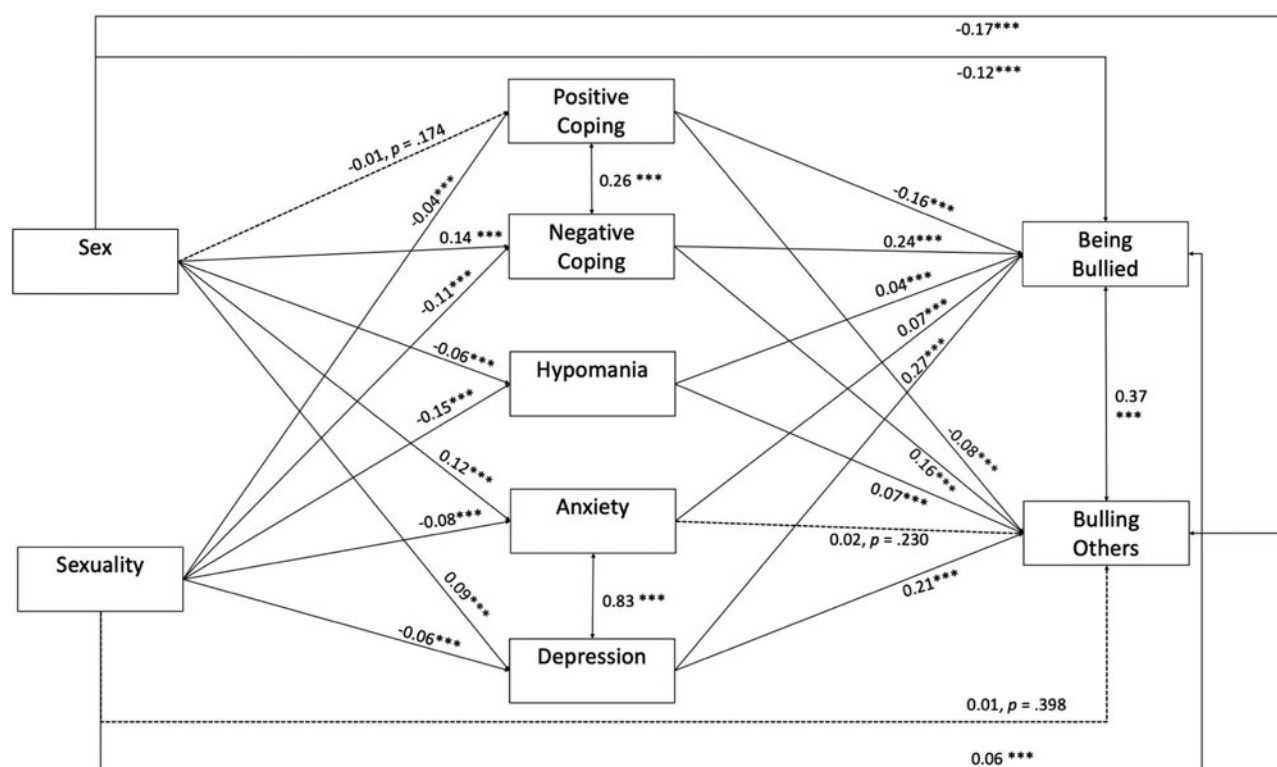 -0.17***
-0.12***
Positive
Coping
-0.01, p = .174
-0.04***
0.26 ***
-0.16***
Sex
0.14 ***
Negative
Coping
0.24***
Being
Bullied
-0.11***
0.04***
0.07***
-0.06***
Hypomania
0.27***
-0.15***
0.37
***
-0.08***
0.12***
0.16***
0.07***
-0.08***
Anxiety
0.02, p = .230
Bulling
Others
Sexuality
0.09***
0.83 ***
0.21***
-0.06***
Depression
0.01, p = .398
0.06 ***